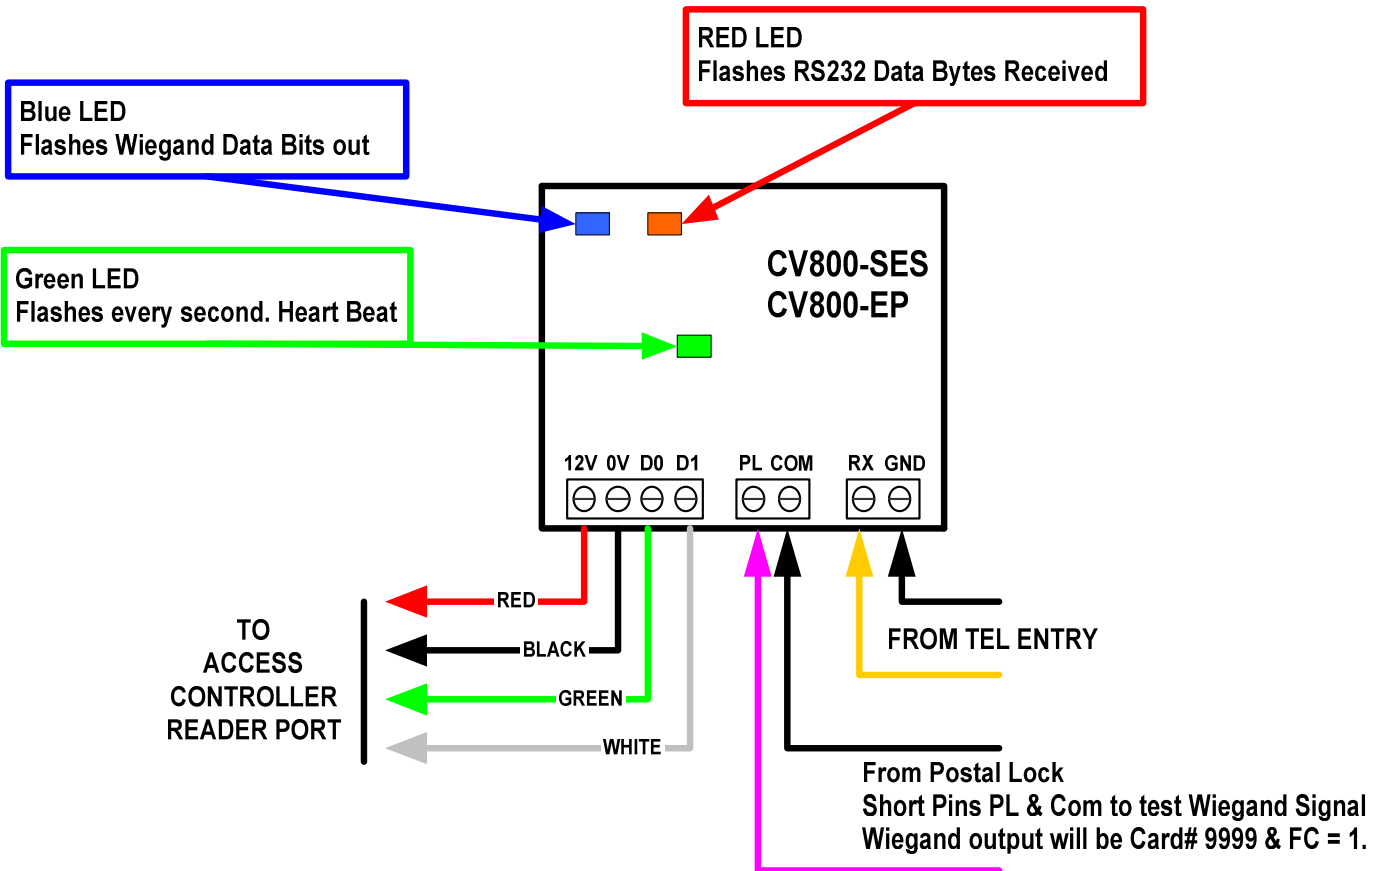 RED LED
Flashes RS232 Data Bytes Received
Blue LED
Flashes Wiegand Data Bits out
Green LED
Flashes every second. Heart Beat
CV800-SES
CV800-EP
12V 0V D0 D1 PL COM RX GND
RED
BLACK
GREEN
WHITE
TO
ACCESS
CONTROLLER
READER PORT
FROM TEL ENTRY
From Postal Lock
Short Pins PL & Com to test Wiegand Signal
Wiegand output will be Card# 9999 & FC = 1.